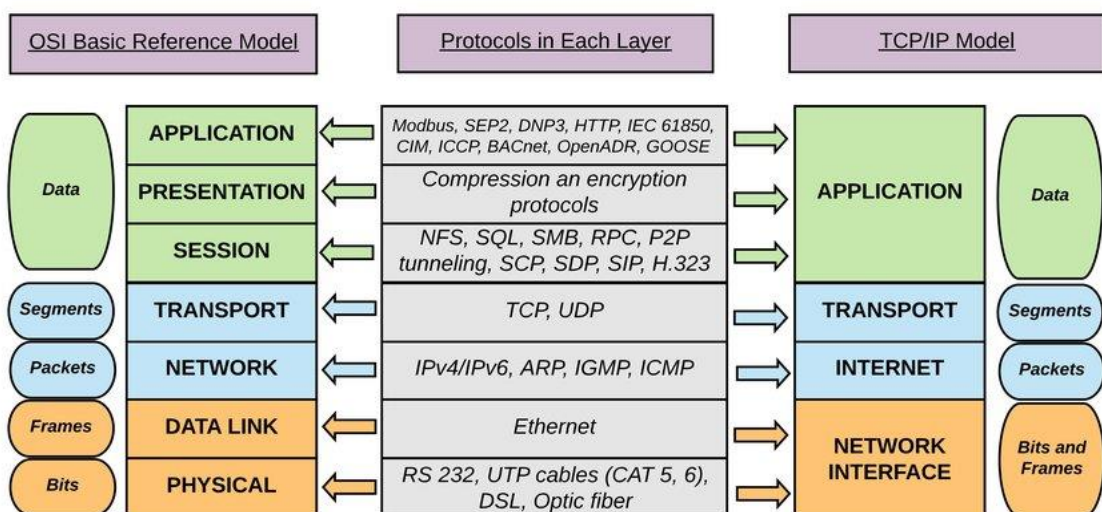 OSI Basic Reference Model
Protocols in Each Layer
TCP/IP Model
Data
APPLICATION
PRESENTATION
SESSION
Modbus, SEP2, DNP3, HTTP, IEC 61850,
CIM, ICCP, BACnet, OpenADR, GOOSE
Compression an encryption
protocols
NFS, SQL, SMB, RPC, P2P
tunneling, SCP, SDP, SIP, H.323
APPLICATION
Data
Segments
TRANSPORT
TCP, UDP
TRANSPORT
Segments
Packets
NETWORK
IPv4/IPv6, ARP, IGMP, ICMP
INTERNET
Packets
Frames
DATA LINK
Ethernet
Bits
PHYSICAL
RS 232, UTP cables (CAT 5, 6),
DSL, Optic fiber
NETWORK
INTERFACE
Bits and
Frames